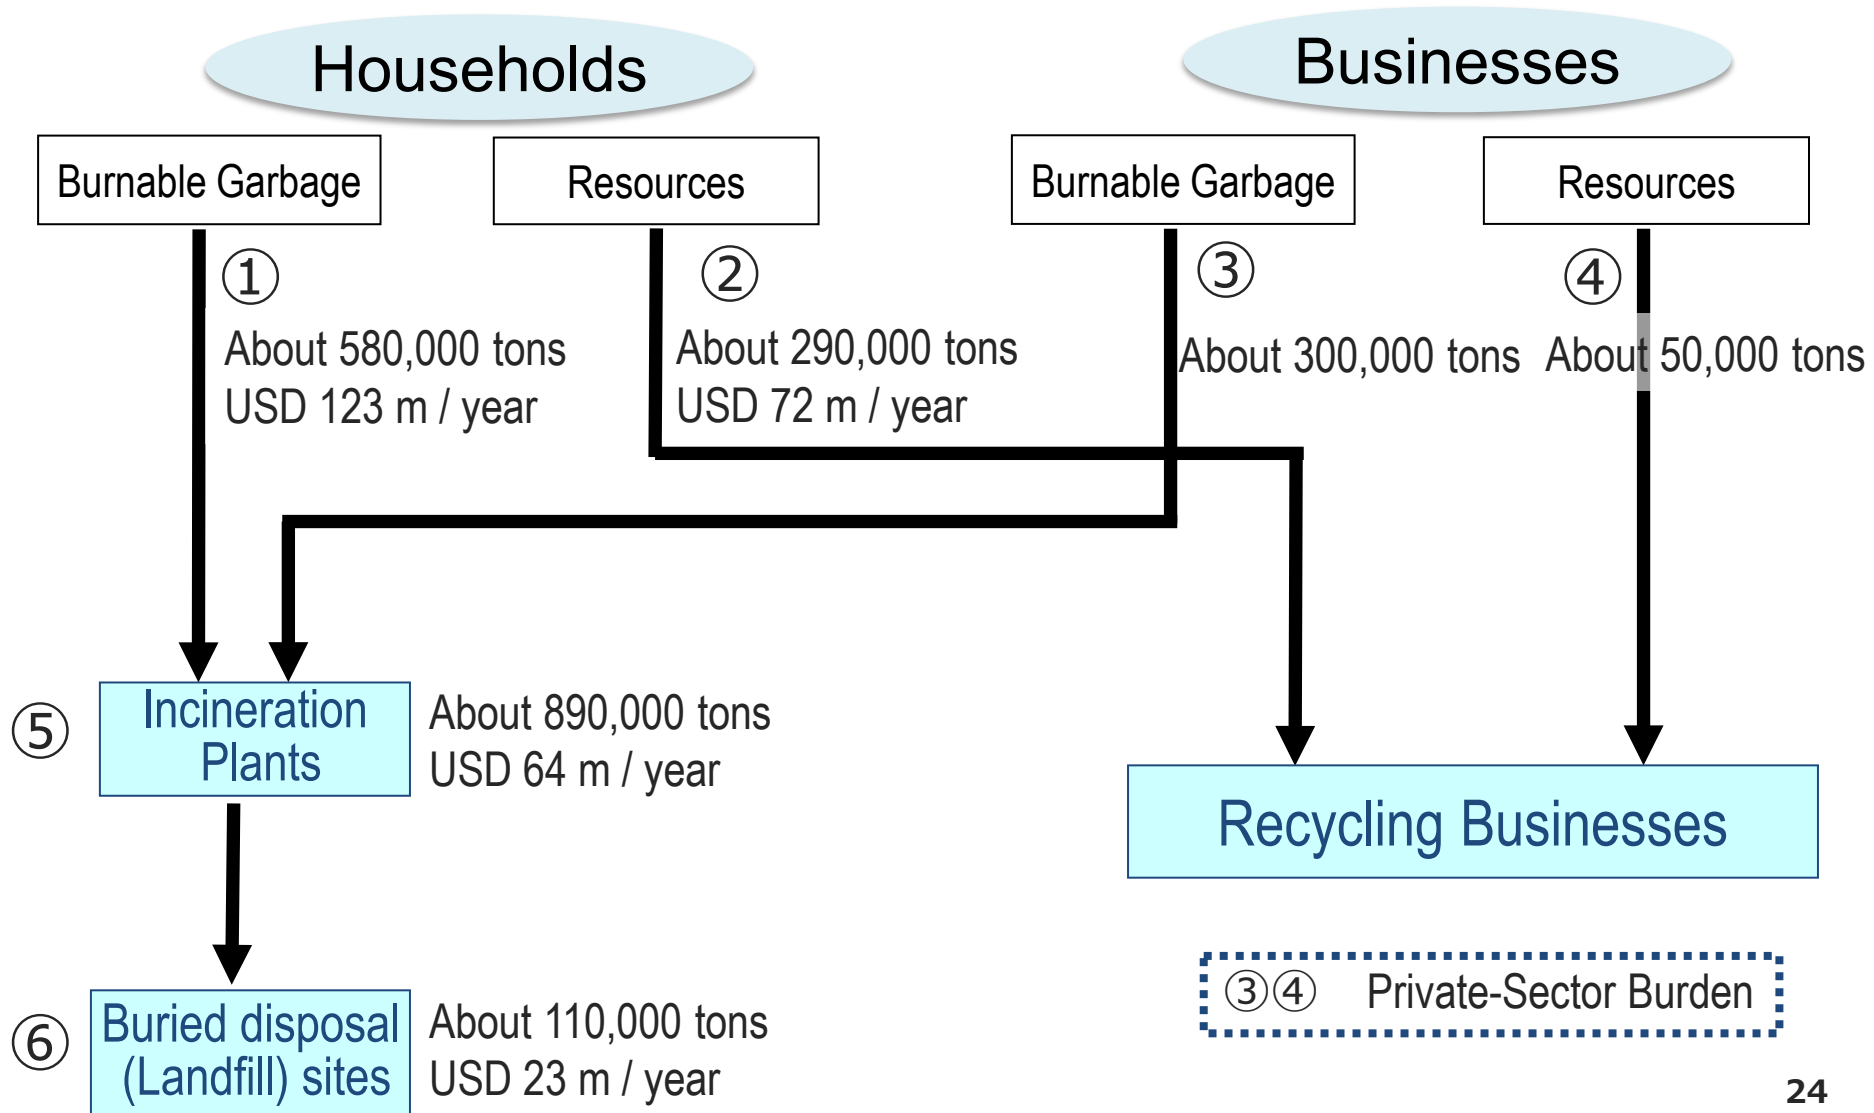 Households
Businesses
Burnable Garbage
Resources
Burnable Garbage
Resources
①
②
③
④
About 580,000 tons
USD 123 m / year
About 290,000 tons
USD 72 m / year
About 300,000 tons
About 50,000 tons
⑤
Incineration
Plants
About 890,000 tons
USD 64 m / year
Recycling Businesses
③④ Private-Sector Burden
⑥
Buried disposal
(Landfill) sites
About 110,000 tons
USD 23 m / year
24